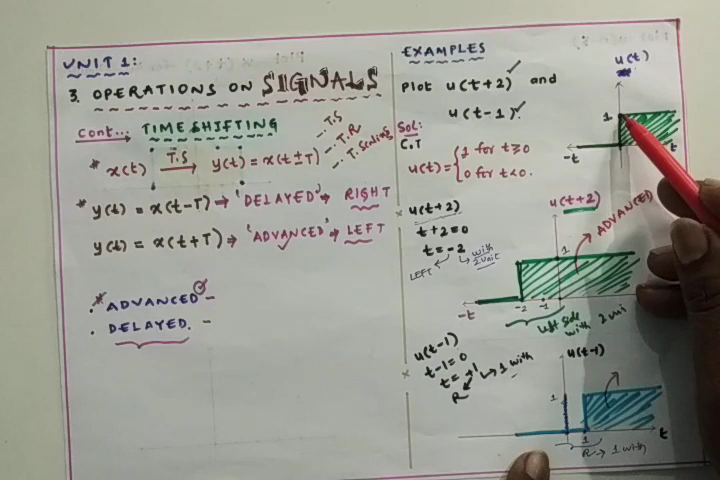 UNIT 1:
3. OPERATIONS ON SIGNALS
cont... TIME SHIFTING
* x(t) T.S → y(t) = x(t±T)
- T.S
- T.R
- T. Scaling
* y(t) = x(t-T) → 'DELAYED' → RIGHT
y(t) = x(t+T) → 'ADVANCED' → LEFT
* ADVANCED -
. DELAYED. -
EXAMPLES
Plot u(t+2) and
u(t-1).
Sol:
C.T
u(t) = { 1 for t≥0
0 for t<0.
u(t)
1
-t
t
x u(t+2)
t+2=0
t=-2
LEFT
with
2 unit
u(t+2)
ADVANCED
1
-t
-2 -1
left side
with 2 uni
x u(t-1)
t-1=0
t=+1
R → 1 with
u(t-1)
1
t
1
R → 1 with